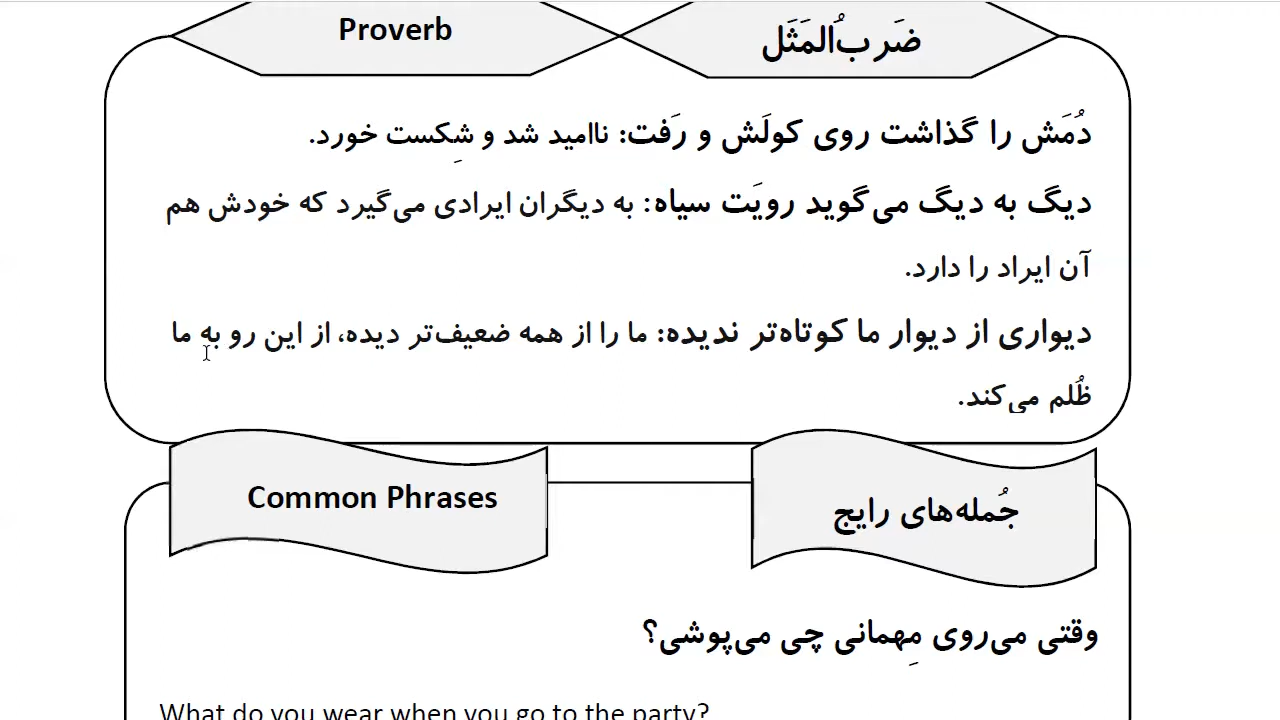 Proverb
ضَربُالمَثَل
دُمَش را گذاشت روی کولَش و رَفت: ناامید شد و شِکست خورد.
دیگ به دیگ می‌گوید رویَت سیاه: به دیگران ایرادی می‌گیرد که خودش هم
آن ایراد را دارد.
دیواری از دیوار ما کوتاه‌تر ندیده: ما را از همه ضعیف‌تر دیده، از این رو به ما
ظُلم می‌کند.
Common Phrases
جُمله‌های رایج
وقتی می‌روی مِهمانی چی می‌پوشی؟
What do you wear when you go to the party?